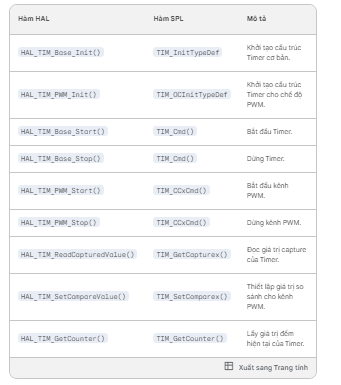 Hàm HAL Hàm SPL Mô tả
HAL_TIM_Base_Init() TIM_InitTypeDef Khởi tạo cấu trúc
Timer cơ bản.
HAL_TIM_PWM_Init() TIM_OCInitTypeDef Khởi tạo cấu trúc
Timer cho chế độ
PWM.
HAL_TIM_Base_Start() TIM_Cmd() Bắt đầu Timer.
HAL_TIM_Base_Stop() TIM_Cmd() Dừng Timer.
HAL_TIM_PWM_Start() TIM_CCxCmd() Bắt đầu kênh
PWM.
HAL_TIM_PWM_Stop() TIM_CCxCmd() Dừng kênh PWM.
HAL_TIM_ReadCapturedValue() TIM_GetCapturex() Đọc giá trị capture
của Timer.
HAL_TIM_SetCompareValue() TIM_SetComparex() Thiết lập giá trị so
sánh cho kênh
PWM.
HAL_TIM_GetCounter() TIM_GetCounter() Lấy giá trị đếm
hiện tại của Timer.
Xuất sang Trang tính